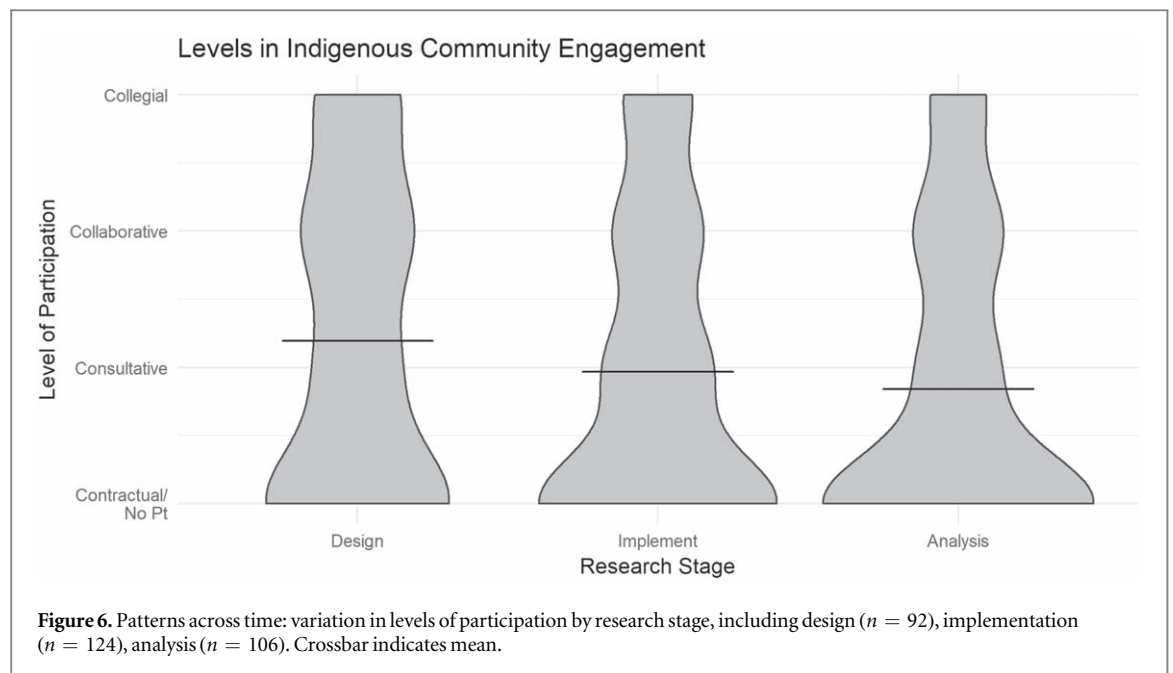 Levels in Indigenous Community Engagement
Collegial
Collaborative
Consultative
Contractual/
No Pt
Level of Participation
Design
Implement
Analysis
Research Stage
Figure 6. Patterns across time: variation in levels of participation by research stage, including design (n = 92), implementation
(n = 124), analysis (n = 106). Crossbar indicates mean.